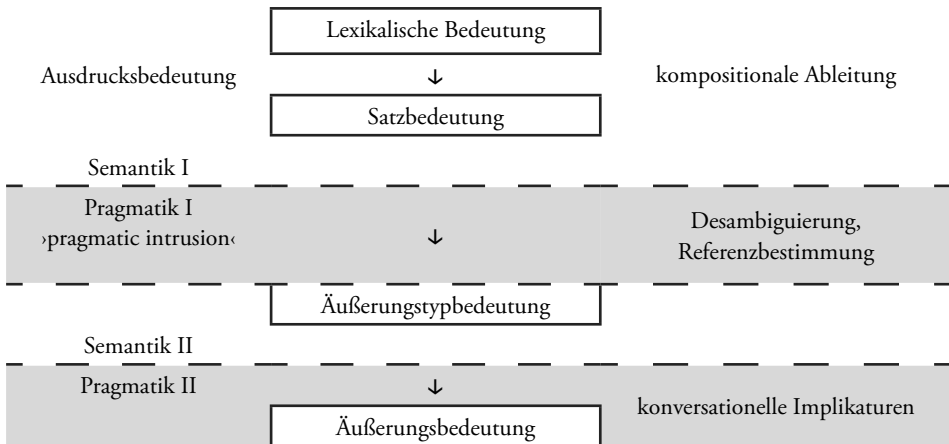 Lexikalische Bedeutung
Ausdrucksbedeutung
↓
kompositionale Ableitung
Satzbedeutung
Semantik I
Pragmatik I
›pragmatic intrusion‹
↓
Desambiguierung,
Referenzbestimmung
Äußerungstypbedeutung
Semantik II
Pragmatik II
↓
konversationelle Implikaturen
Äußerungsbedeutung